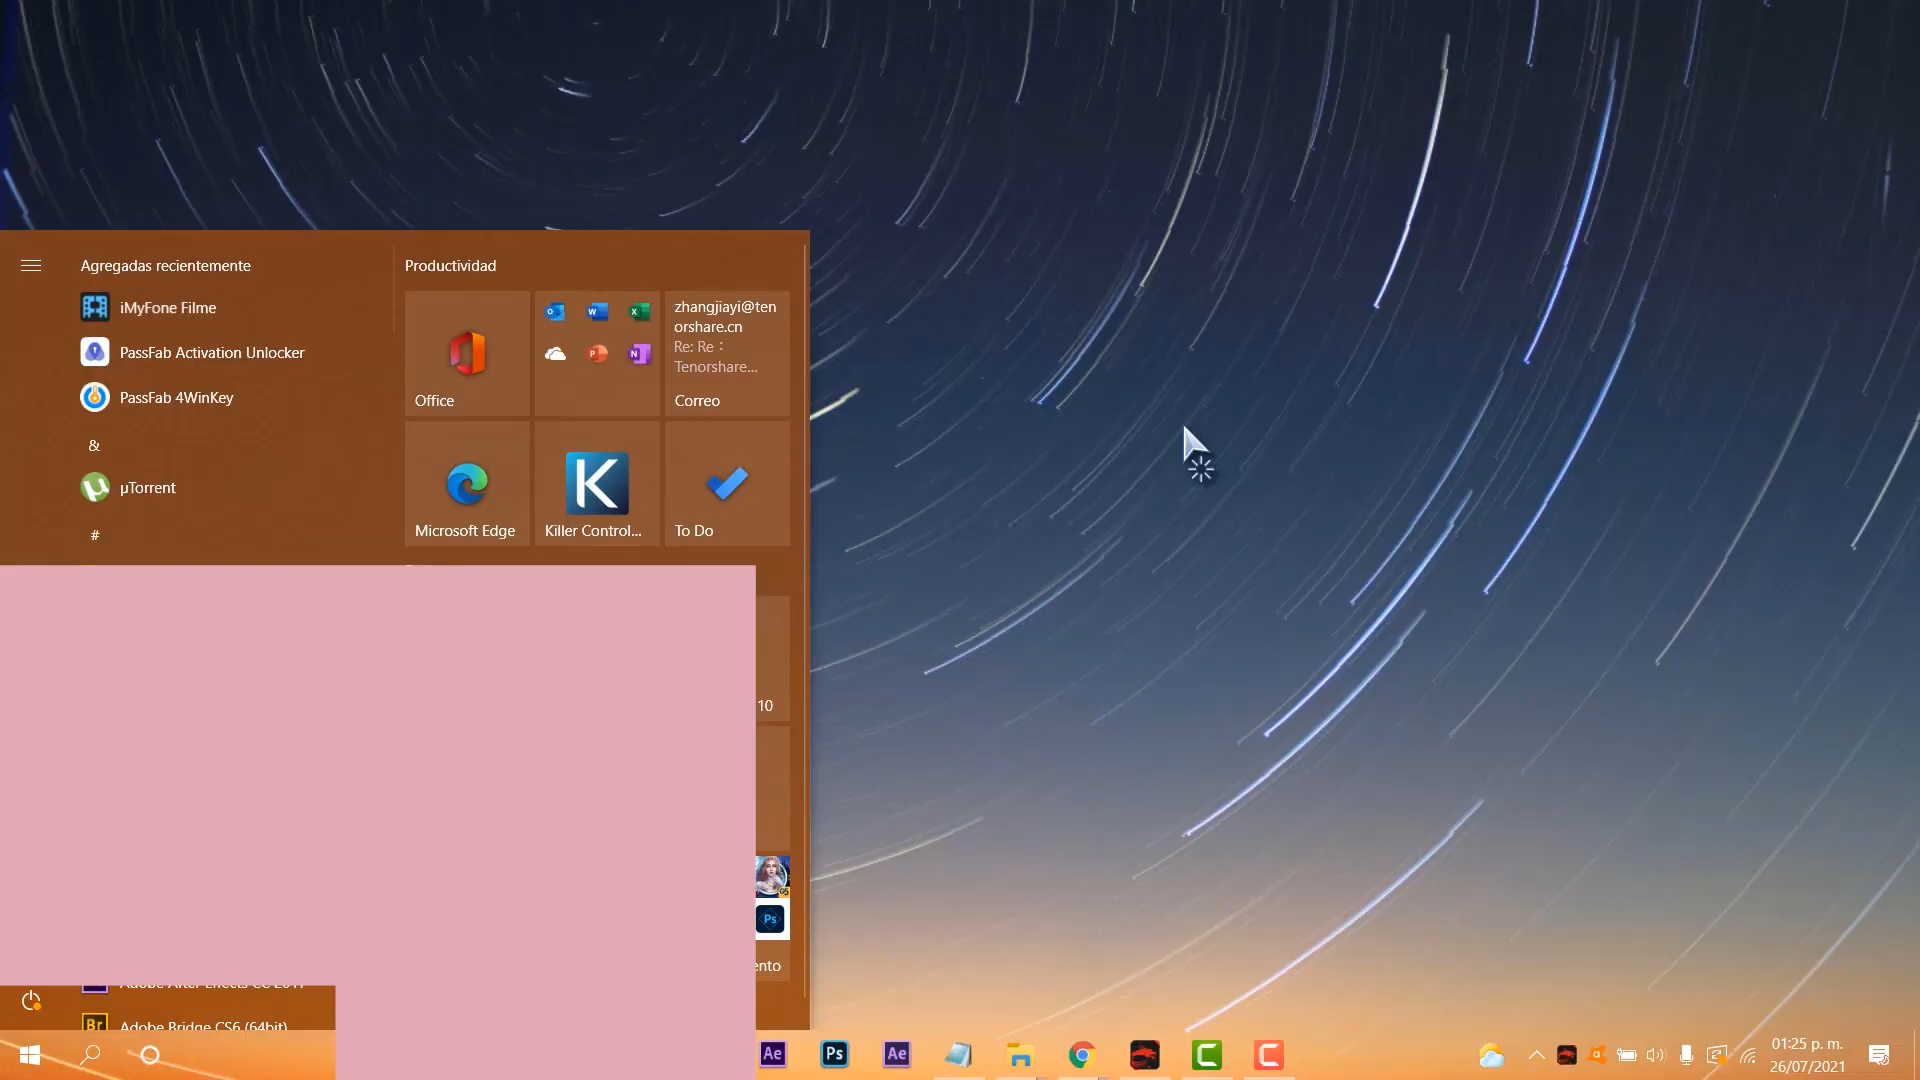 Agregadas recientemente
Productividad
iMyFone Filme
PassFab Activation Unlocker
PassFab 4WinKey
&
µTorrent
#
Office
zhangjiayi@ten
orshare.cn
Re: Re：
Tenorshare...
Correo
Microsoft Edge
Killer Control...
To Do
10
ento
Adobe After Effects CC 2017
Adobe Bridge CS6 (64bit)
01:25 p. m.
26/07/2021